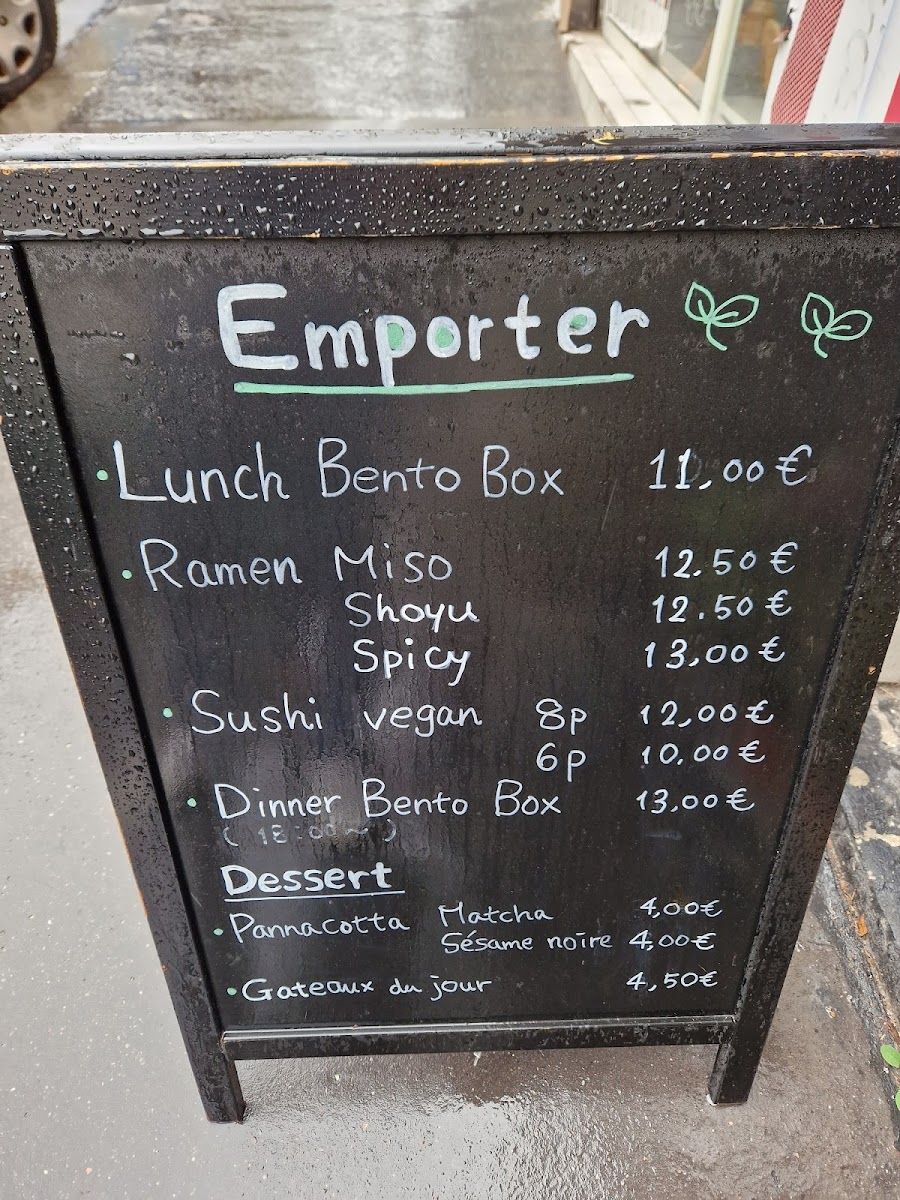 Emporter
· Lunch Bento Box 11,00 €
· Ramen Miso 12.50 €
Shoyu 12.50 €
Spicy 13,00 €
· Sushi vegan 8p 12,00 €
6p 10,00 €
· Dinner Bento Box 13,00 €
( 18:00~ )
Dessert
· Pannacotta Matcha 4,00€
Sésame noire 4,00€
· Gateaux du jour 4,50€